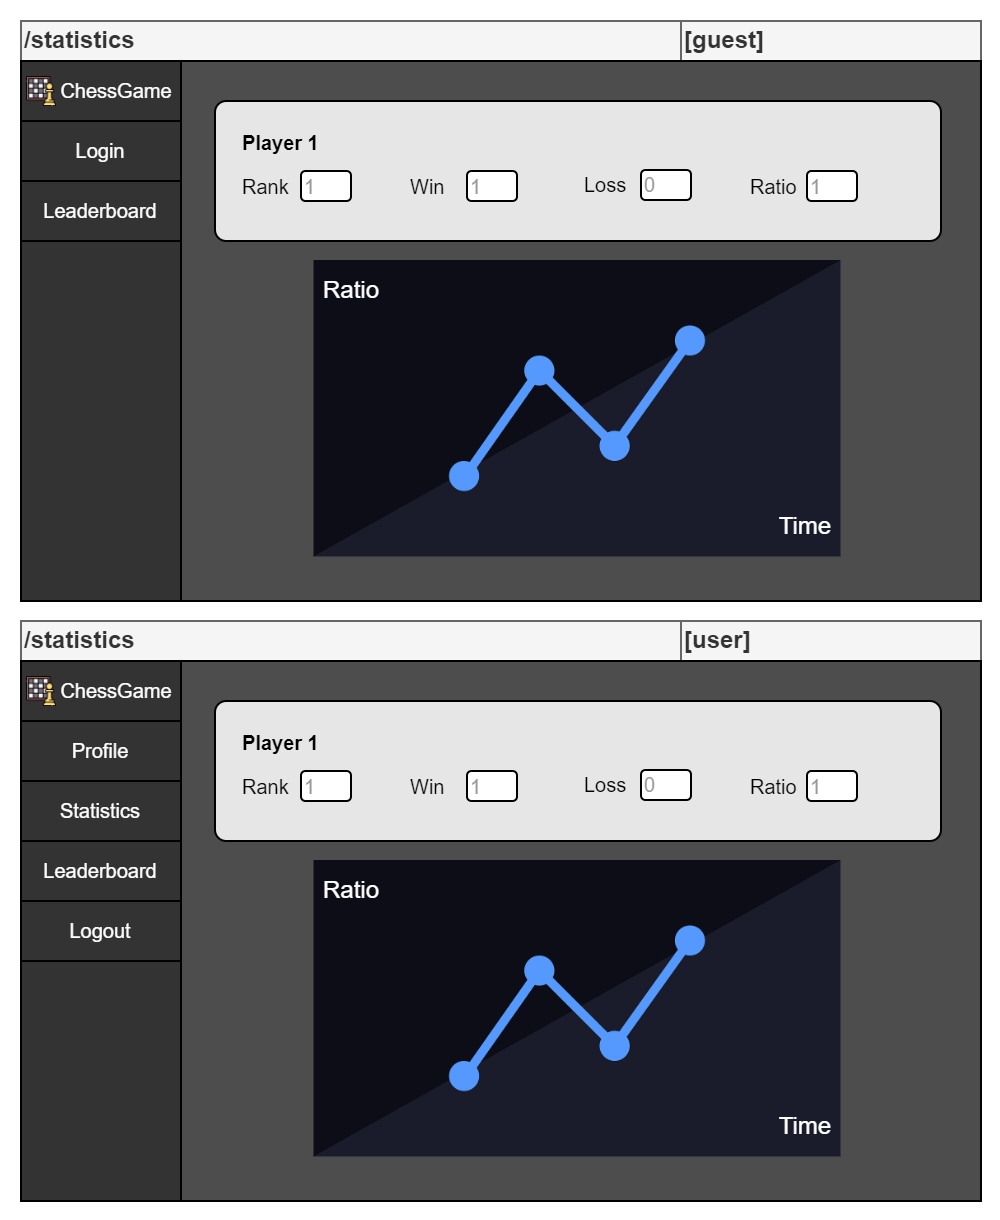 /statistics [guest]
ChessGame
Login
Leaderboard
Player 1
Rank 1 Win 1 Loss 0 Ratio 1
Ratio
Time
/statistics [user]
ChessGame
Profile
Statistics
Leaderboard
Logout
Player 1
Rank 1 Win 1 Loss 0 Ratio 1
Ratio
Time